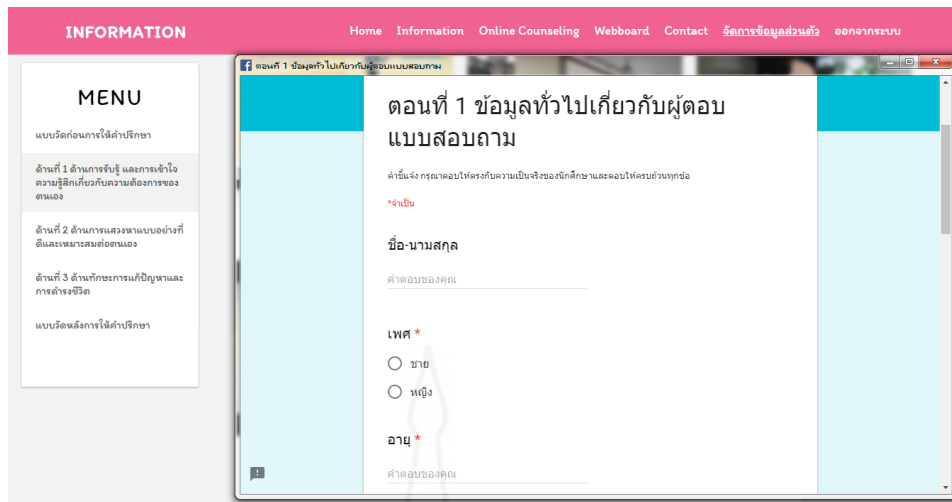 INFORMATION
Home Information Online Counseling Webboard Contact จัดการข้อมูลส่วนตัว ออกจากระบบ
MENU
แบบวัดก่อนการให้คำปรึกษา
ด้านที่ 1 ด้านการรับรู้ และการเข้าใจ
ความรู้สึกเกี่ยวกับความต้องการของ
ตนเอง
ด้านที่ 2 ด้านการแสวงหาแบบอย่างที่
ดีและเหมาะสมต่อตนเอง
ด้านที่ 3 ด้านทักษะการแก้ปัญหาและ
การดำรงชีวิต
แบบวัดหลังการให้คำปรึกษา
ตอนที่ 1 ข้อมูลทั่วไปเกี่ยวกับผู้ตอบแบบสอบถาม
ตอนที่ 1 ข้อมูลทั่วไปเกี่ยวกับผู้ตอบ
แบบสอบถาม
คำชี้แจง กรุณาตอบให้ตรงกับความเป็นจริงของนักศึกษาและตอบให้ครบถ้วนทุกข้อ
*จำเป็น
ชื่อ-นามสกุล
คำตอบของคุณ
เพศ *
ชาย
หญิง
อายุ *
คำตอบของคุณ